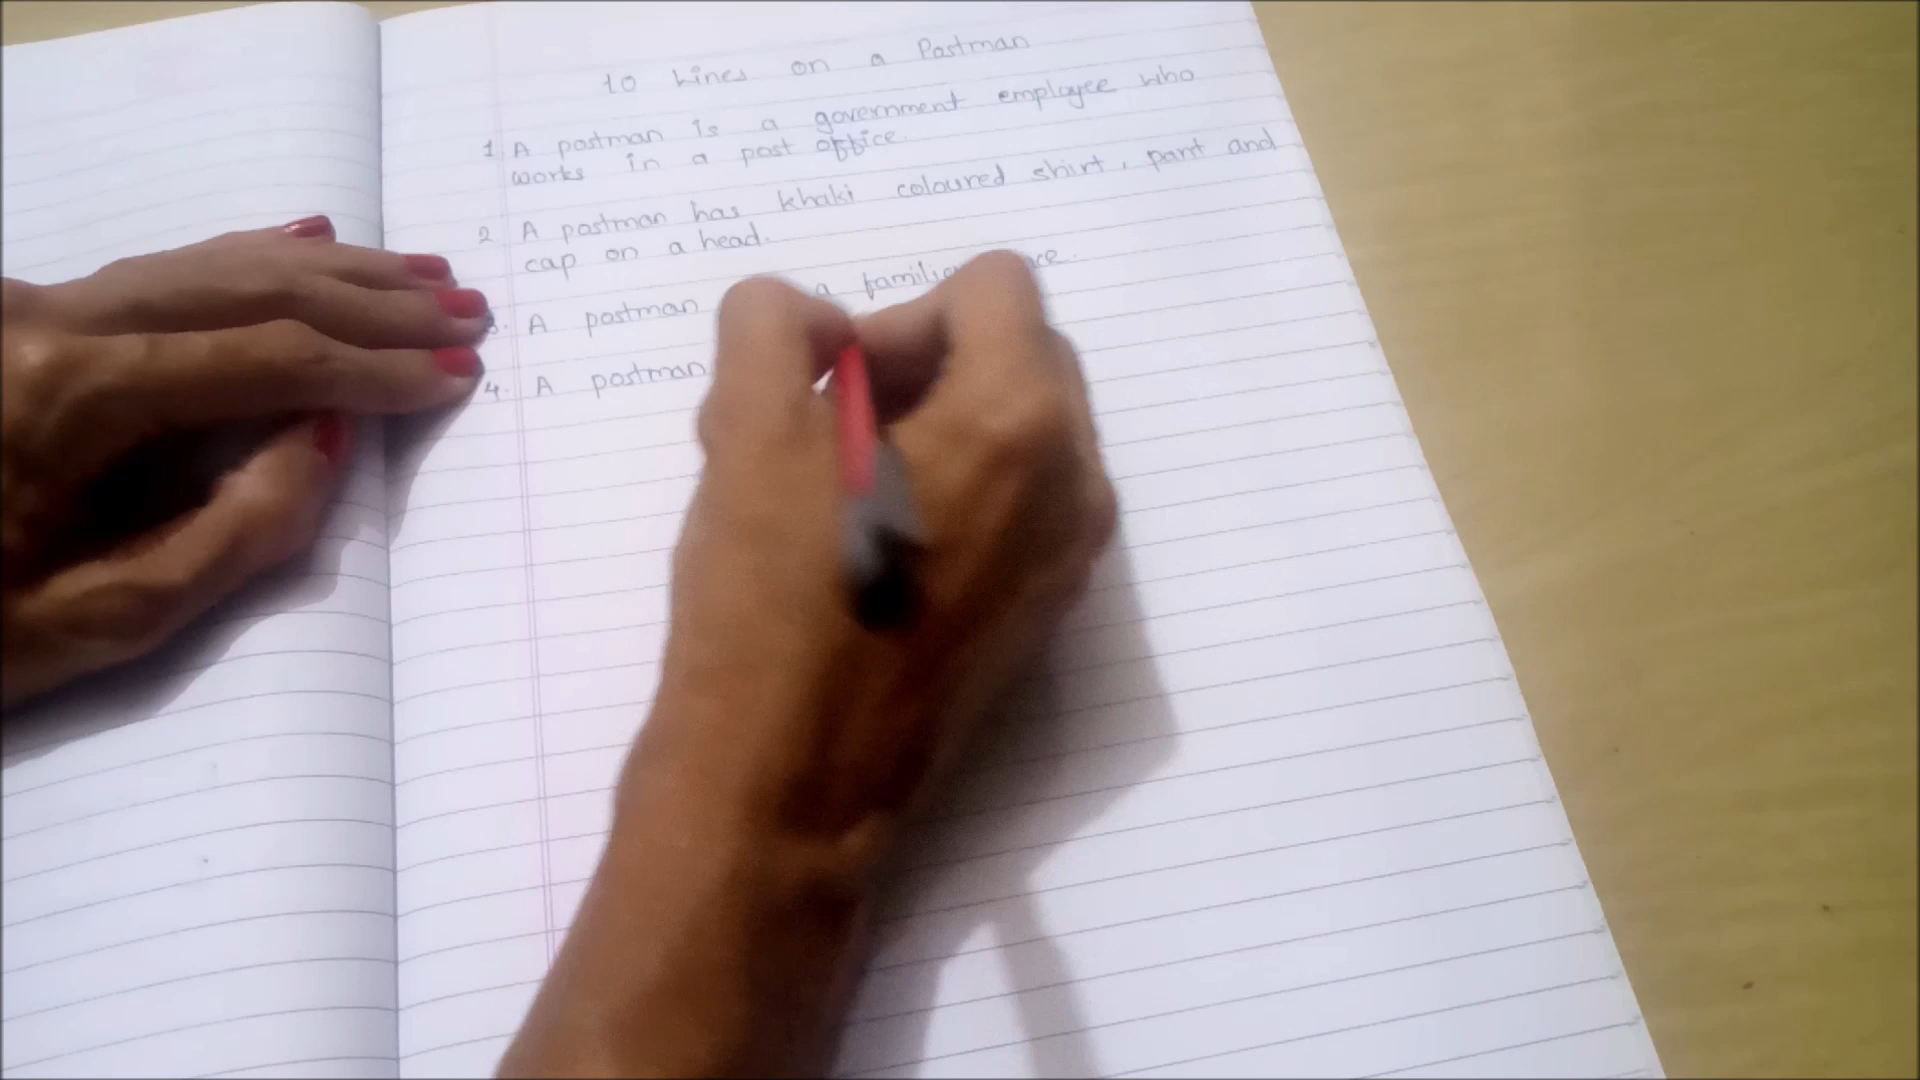 10 Lines on a Postman
1. A postman is a government employee who
works in a post office.
2 A postman has khaki coloured shirt, pant and
cap on a head.
3. A postman a
4. A postman